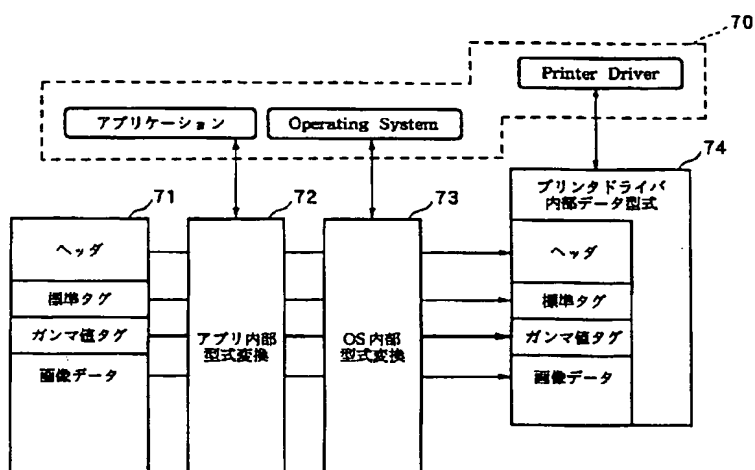 70
Printer Driver
アプリケーション
Operating System
74
71
72
73
プリンタドライバ
内部データ型式
ヘッダ
標準タグ
ガンマ値タグ
画像データ
アプリ内部
型式変換
OS内部
型式変換
ヘッダ
標準タグ
ガンマ値タグ
画像データ